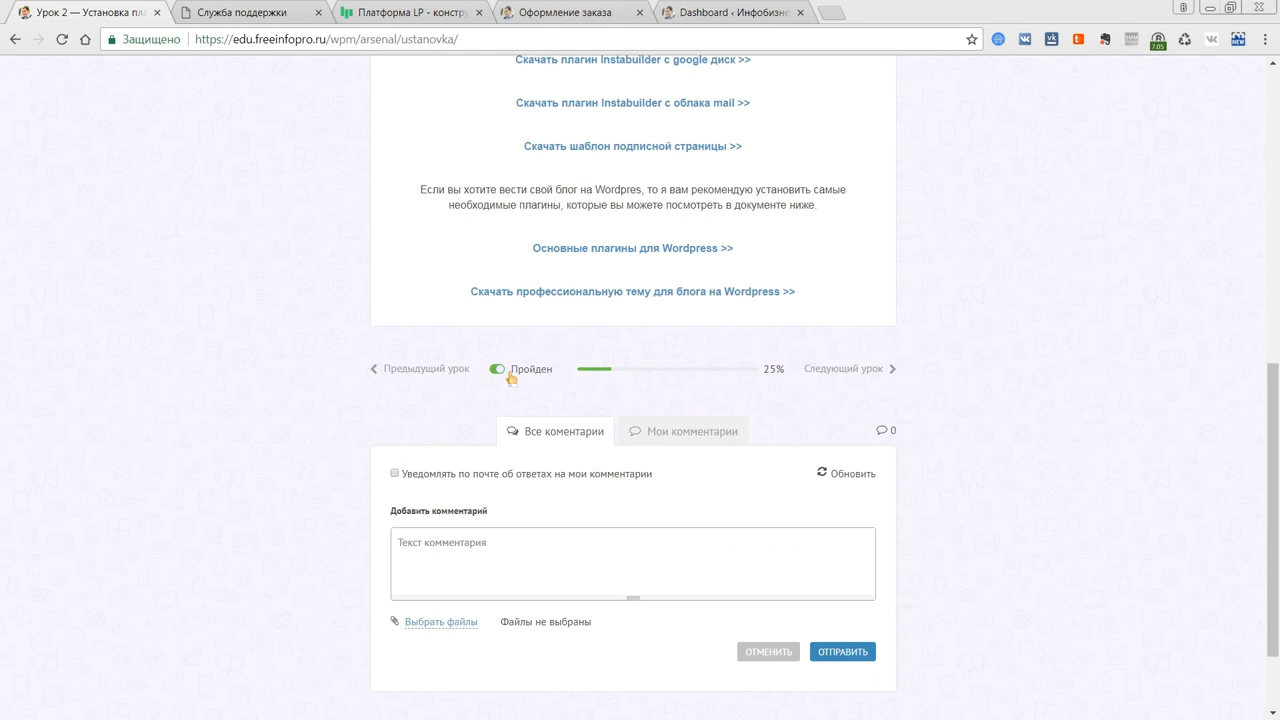 Урок 2 — Установка пла
Служба поддержки
Платформа LP - констр
Оформление заказа
Dashboard ‹ Инфобизне
Защищено
https://edu.freeinfopro.ru/wpm/arsenal/ustanovka/
7.05
NEW
Скачать плагин Instabuilder с google диск >>
Скачать плагин Instabuilder с облака mail >>
Скачать шаблон подписной страницы >>
Если вы хотите вести свой блог на Wordpres, то я вам рекомендую установить самые
необходимые плагины, которые вы можете посмотреть в документе ниже.
Основные плагины для Wordpress >>
Скачать профессиональную тему для блога на Wordpress >>
Предыдущий урок
Пройден
25%
Следующий урок
Все коментарии
Мои комментарии
0
Уведомлять по почте об ответах на мои комментарии
Обновить
Добавить комментарий
Текст комментария
Выбрать файлы
Файлы не выбраны
ОТМЕНИТЬ
ОТПРАВИТЬ